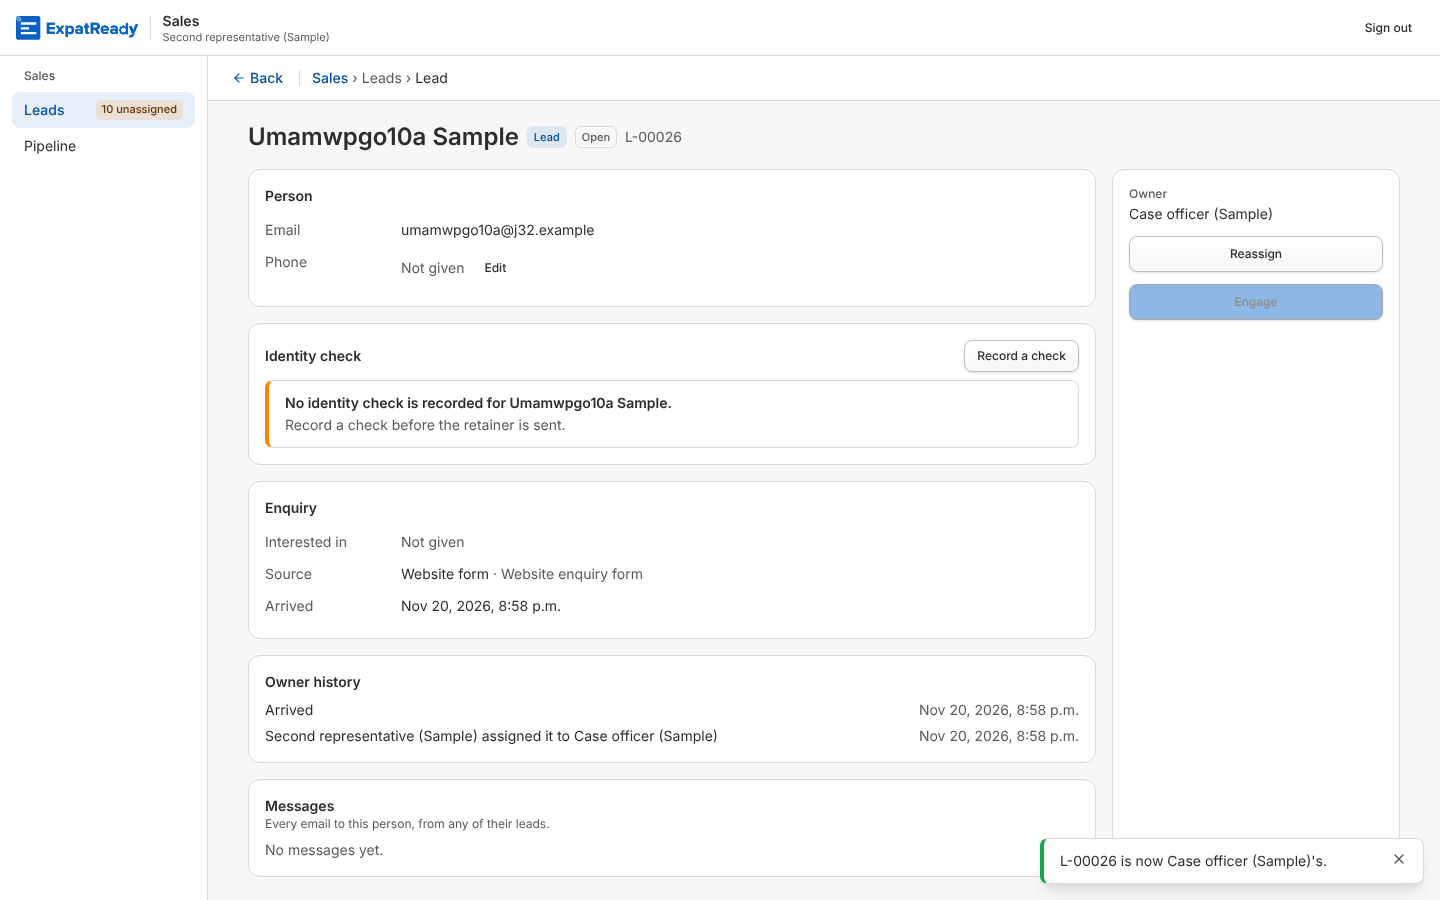 ExpatReady
Sales
Second representative (Sample)
Sign out
Sales
Leads
10 unassigned
Pipeline
← Back
Sales › Leads › Lead
Umamwpgo10a Sample Lead Open L-00026
Person
Email umamwpgo10a@j32.example
Phone Not given Edit
Identity check
Record a check
No identity check is recorded for Umamwpgo10a Sample.
Record a check before the retainer is sent.
Enquiry
Interested in Not given
Source Website form · Website enquiry form
Arrived Nov 20, 2026, 8:58 p.m.
Owner history
Arrived Nov 20, 2026, 8:58 p.m.
Second representative (Sample) assigned it to Case officer (Sample) Nov 20, 2026, 8:58 p.m.
Messages
Every email to this person, from any of their leads.
No messages yet.
Owner
Case officer (Sample)
Reassign
Engage
L-00026 is now Case officer (Sample)'s.